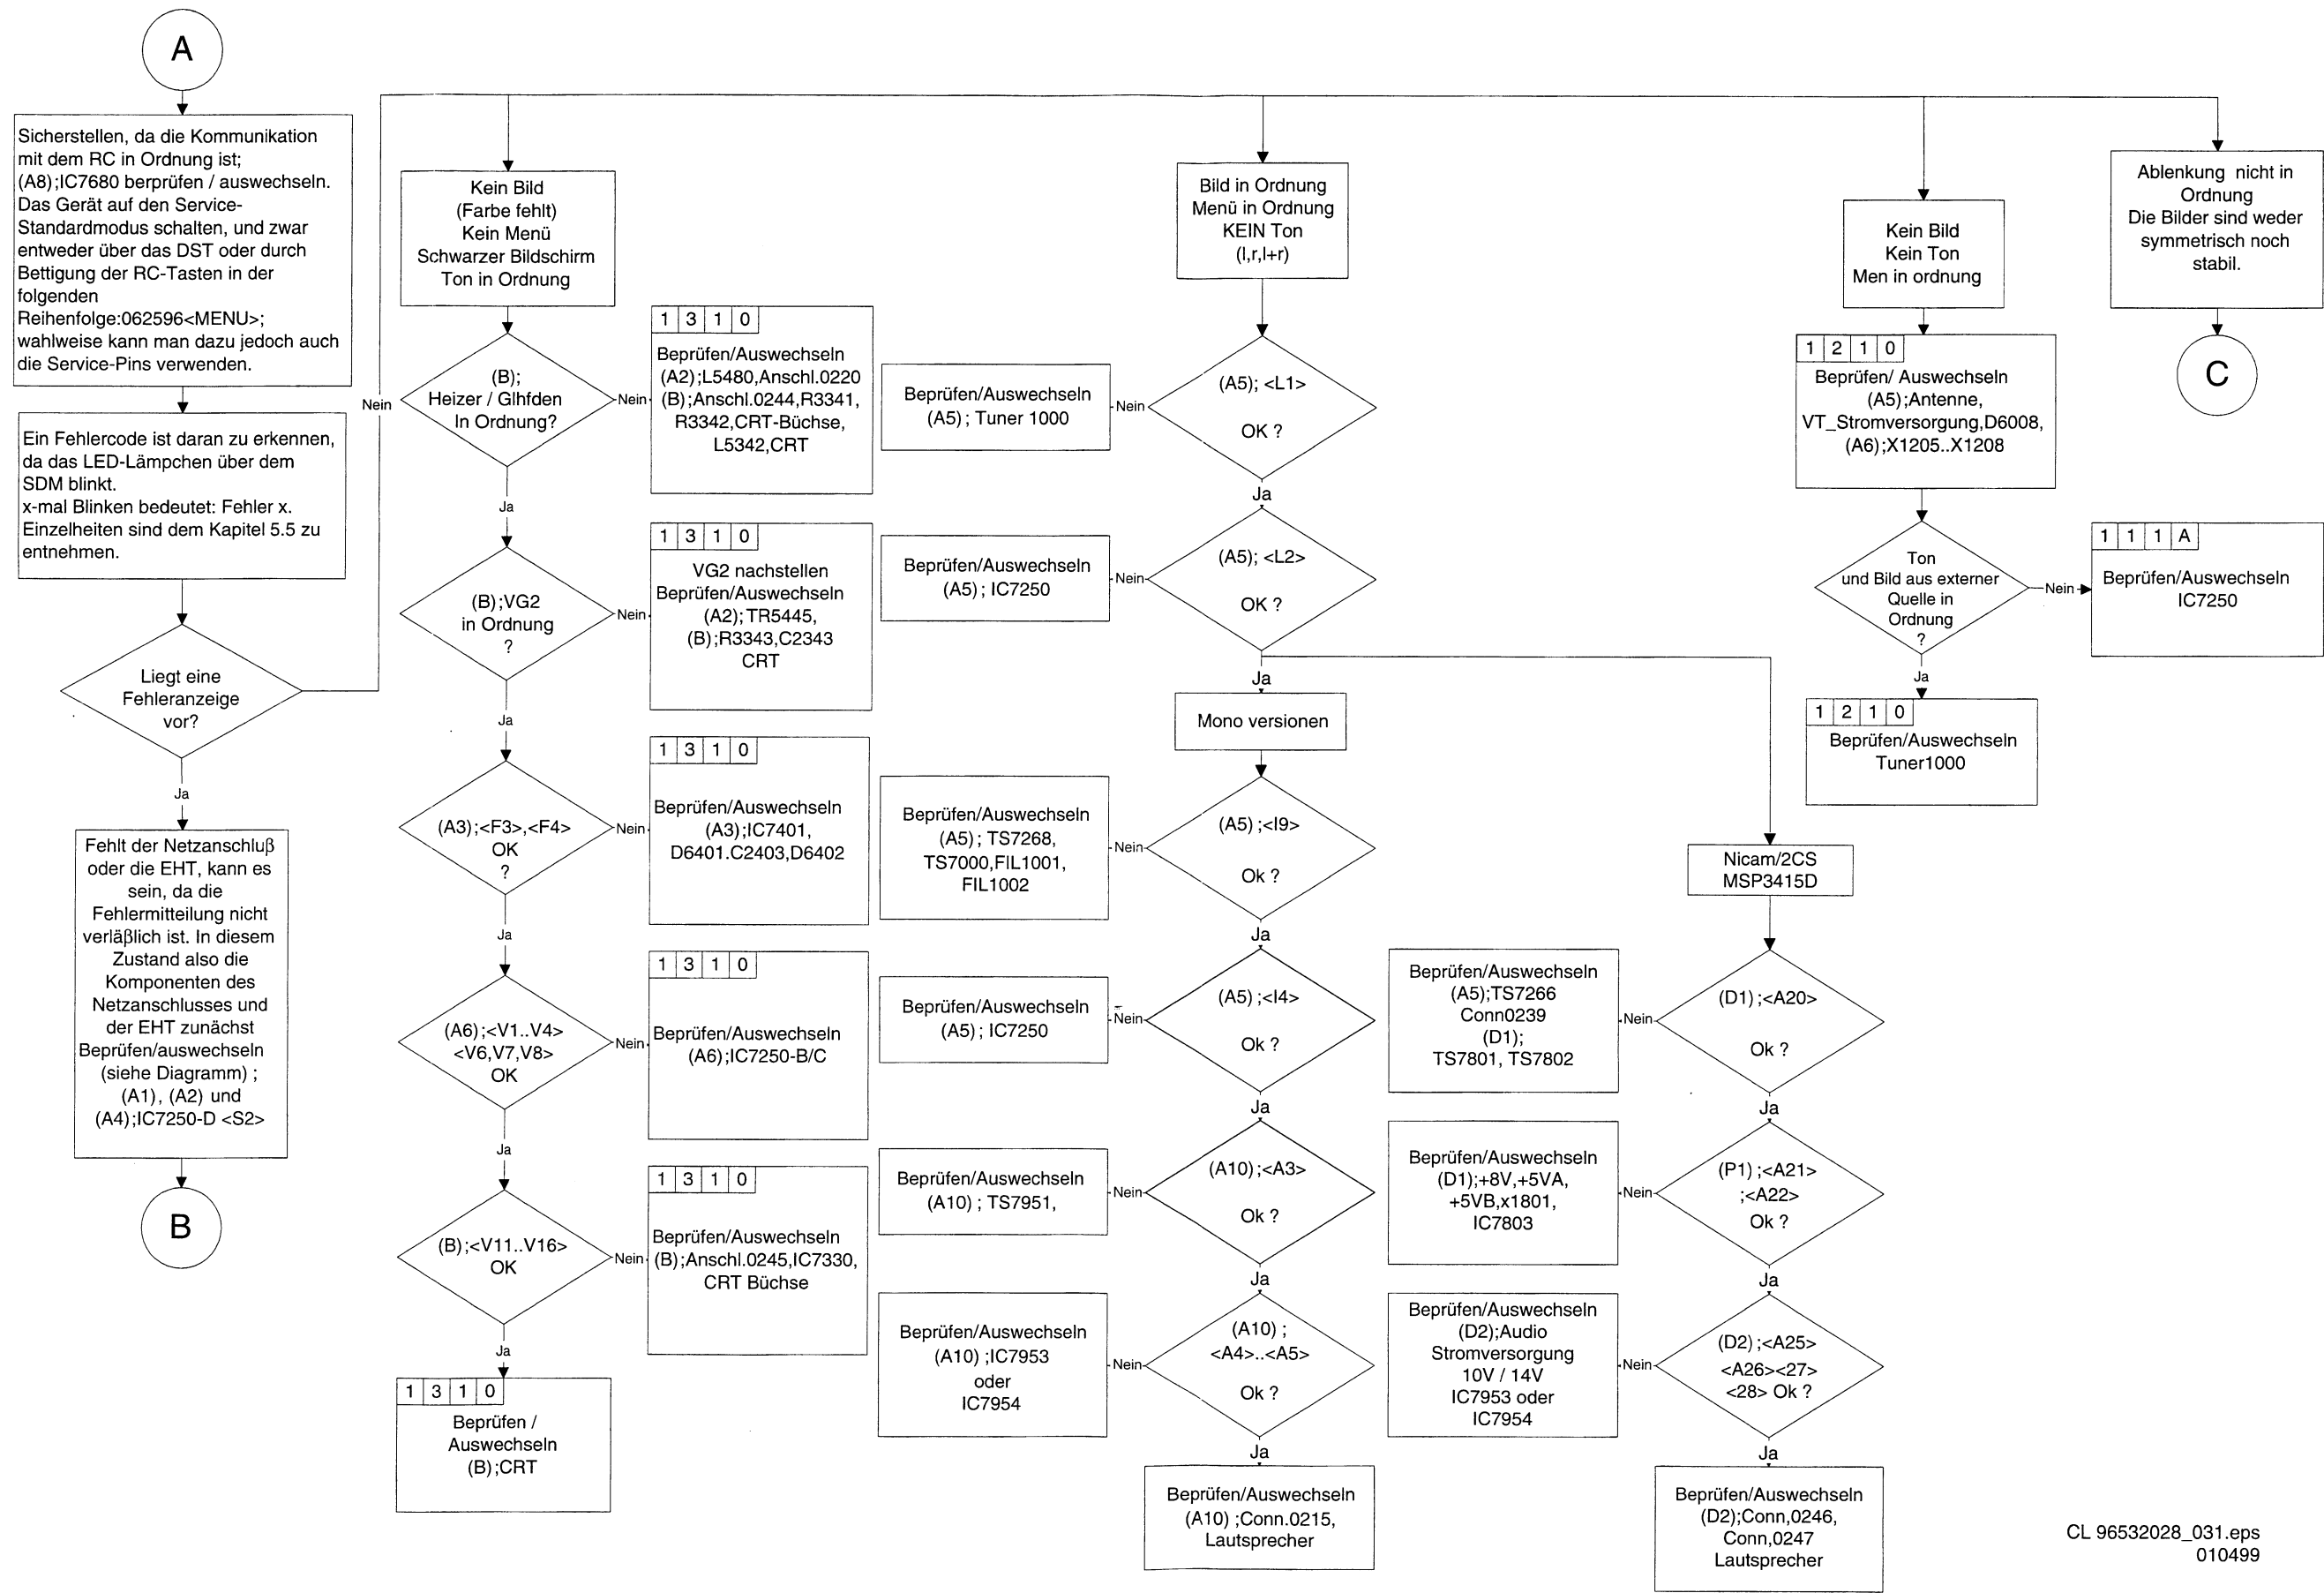 A
Sicherstellen, da die Kommunikation
mit dem RC in Ordnung ist;
(A8);IC7680 berprüfen / auswechseln.
Das Gerät auf den Service-
Standardmodus schalten, und zwar
entweder über das DST oder durch
Bettigung der RC-Tasten in der
folgenden
Reihenfolge:062596<MENU>;
wahlweise kann man dazu jedoch auch
die Service-Pins verwenden.
Ein Fehlercode ist daran zu erkennen,
da das LED-Lämpchen über dem
SDM blinkt.
x-mal Blinken bedeutet: Fehler x.
Einzelheiten sind dem Kapitel 5.5 zu
entnehmen.
Liegt eine
Fehleranzeige
vor?
Nein
Ja
Fehlt der Netzanschluβ
oder die EHT, kann es
sein, da die
Fehlermitteilung nicht
verläβlich ist. In diesem
Zustand also die
Komponenten des
Netzanschlusses und
der EHT zunächst
Beprüfen/auswechseln
(siehe Diagramm) ;
(A1), (A2) und
(A4);IC7250-D <S2>
B
Kein Bild
(Farbe fehlt)
Kein Menü
Schwarzer Bildschirm
Ton in Ordnung
(B);
Heizer / Glhfden
In Ordnung?
Nein
1 3 1 0
Beprüfen/Auswechseln
(A2);L5480,Anschl.0220
(B);Anschl.0244,R3341,
R3342,CRT-Büchse,
L5342,CRT
Ja
(B);VG2
in Ordnung
?
Nein
1 3 1 0
VG2 nachstellen
Beprüfen/Auswechseln
(A2);TR5445,
(B);R3343,C2343
CRT
Ja
(A3);<F3>,<F4>
OK
?
Nein
1 3 1 0
Beprüfen/Auswechseln
(A3);IC7401,
D6401.C2403,D6402
Ja
(A6);<V1..V4>
<V6,V7,V8>
OK
Nein
1 3 1 0
Beprüfen/Auswechseln
(A6);IC7250-B/C
Ja
(B);<V11..V16>
OK
Nein
1 3 1 0
Beprüfen/Auswechseln
(B);Anschl.0245,IC7330,
CRT Büchse
Ja
1 3 1 0
Beprüfen /
Auswechseln
(B);CRT
Bild in Ordnung
Menü in Ordnung
KEIN Ton
(l,r,l+r)
(A5); <L1>
OK ?
Nein
Beprüfen/Auswechseln
(A5); Tuner 1000
Ja
(A5); <L2>
OK ?
Nein
Beprüfen/Auswechseln
(A5); IC7250
Ja
Mono versionen
(A5);<I9>
Ok ?
Nein
Beprüfen/Auswechseln
(A5); TS7268,
TS7000,FIL1001,
FIL1002
Ja
(A5);<I4>
Ok ?
Nein
Beprüfen/Auswechseln
(A5); IC7250
Ja
(A10);<A3>
Ok ?
Nein
Beprüfen/Auswechseln
(A10); TS7951,
Ja
(A10) ;
<A4>..<A5>
Ok ?
Nein
Beprüfen/Auswechseln
(A10) ;IC7953
oder
IC7954
Ja
Beprüfen/Auswechseln
(A10) ;Conn.0215,
Lautsprecher
Nicam/2CS
MSP3415D
(D1);<A20>
Ok ?
Nein
Beprüfen/Auswechseln
(A5);TS7266
Conn0239
(D1);
TS7801, TS7802
Ja
(P1);<A21>
;<A22>
Ok ?
Nein
Beprüfen/Auswechseln
(D1);+8V,+5VA,
+5VB,x1801,
IC7803
Ja
(D2);<A25>
<A26><27>
<28> Ok ?
Nein
Beprüfen/Auswechseln
(D2);Audio
Stromversorgung
10V / 14V
IC7953 oder
IC7954
Ja
Beprüfen/Auswechseln
(D2);Conn,0246,
Conn,0247
Lautsprecher
Kein Bild
Kein Ton
Men in ordnung
1 2 1 0
Beprüfen/ Auswechseln
(A5);Antenne,
VT_Stromversorgung,D6008,
(A6);X1205..X1208
Ton
und Bild aus externer
Quelle in
Ordnung
?
Nein
1 1 1 A
Beprüfen/Auswechseln
IC7250
Ja
1 2 1 0
Beprüfen/Auswechseln
Tuner1000
Ablenkung nicht in
Ordnung
Die Bilder sind weder
symmetrisch noch
stabil.
C
CL 96532028_031.eps
010499